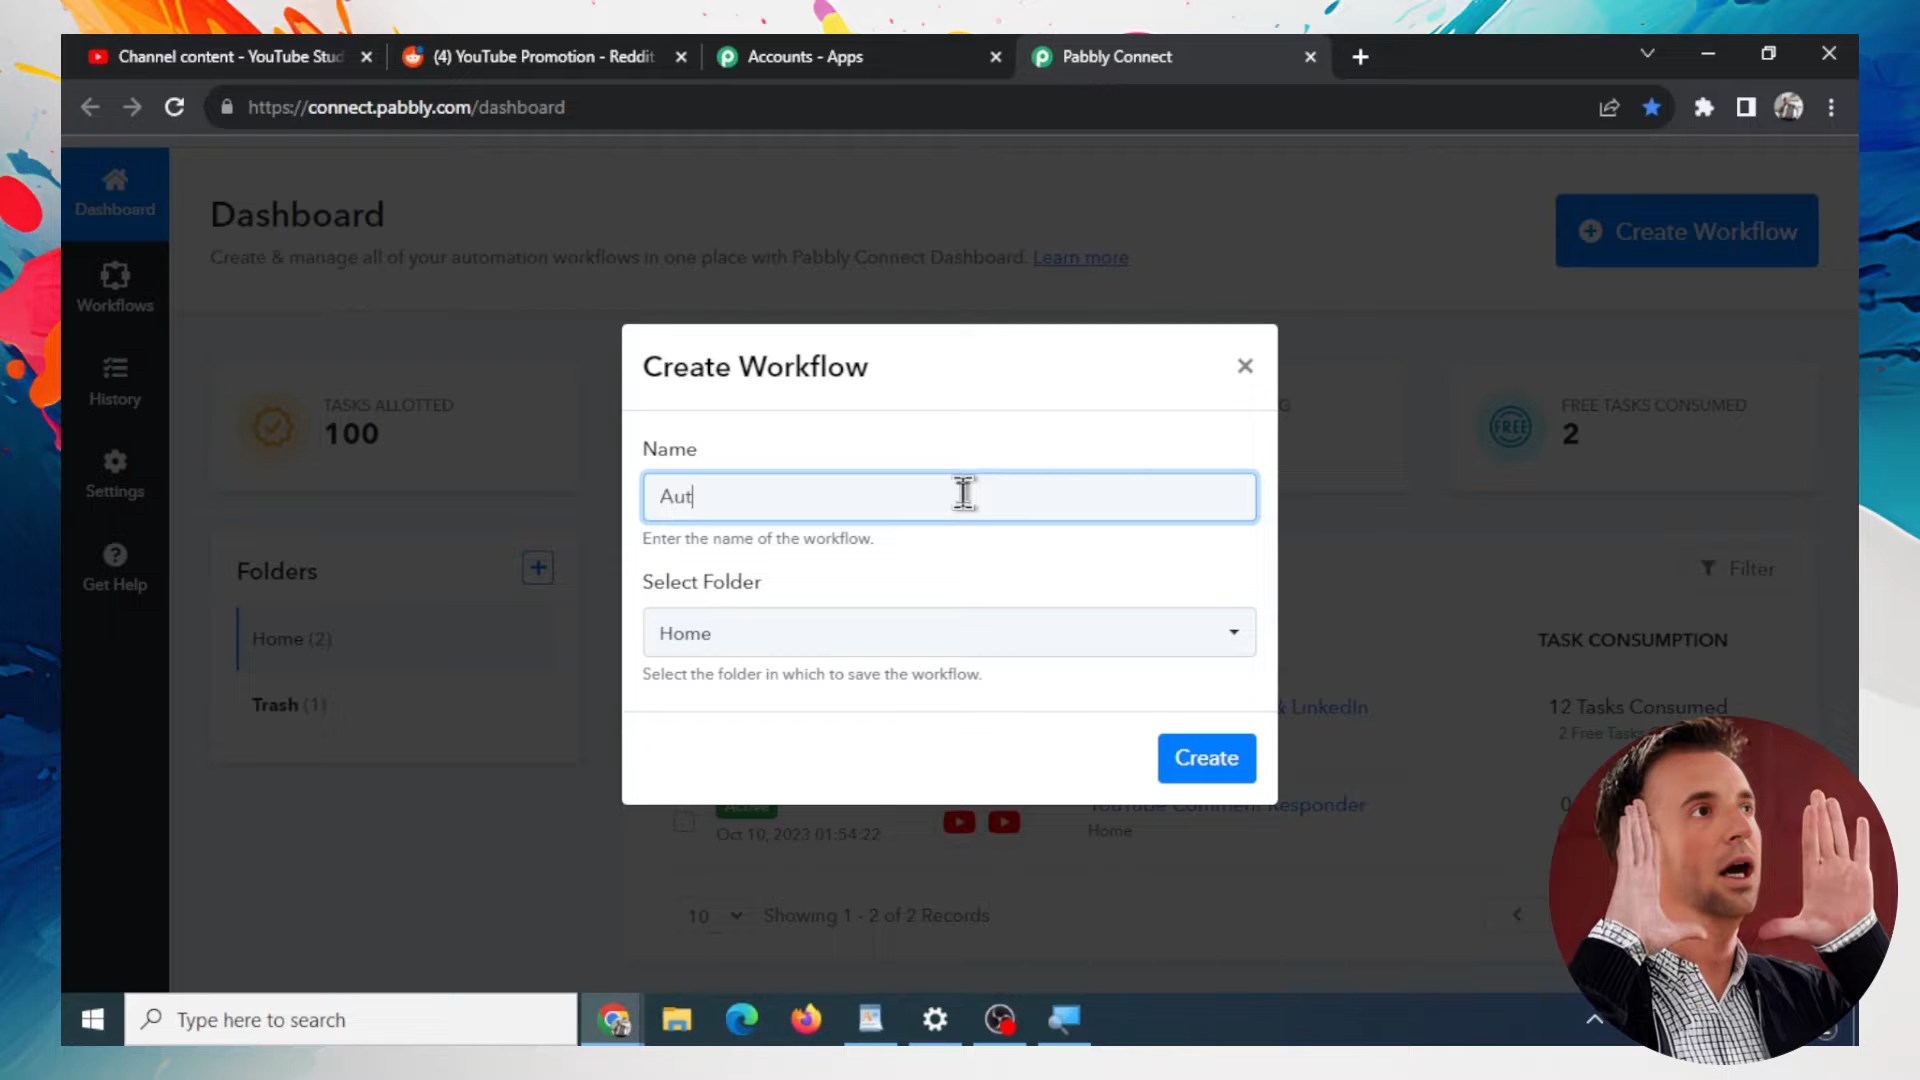 Channel content - YouTube Stud
(4) YouTube Promotion - Reddit
Accounts - Apps
Pabbly Connect
https://connect.pabbly.com/dashboard
Dashboard
Workflows
History
Settings
Get Help
Dashboard
Create & manage all of your automation workflows in one place with Pabbly Connect Dashboard. Learn more
Create Workflow
TASKS ALLOTTED
100
G
FREE TASKS CONSUMED
FREE
2
Create Workflow
Name
Aut
Enter the name of the workflow.
Select Folder
Home
Select the folder in which to save the workflow.
Create
Folders
Home (2)
Trash (1)
Filter
TASK CONSUMPTION
& LinkedIn
12 Tasks Consumed
2 Free Tasks
Active
Oct 10, 2023 01:54:22
YouTube Comment Responder
Home
0
10
Showing 1 - 2 of 2 Records
Type here to search